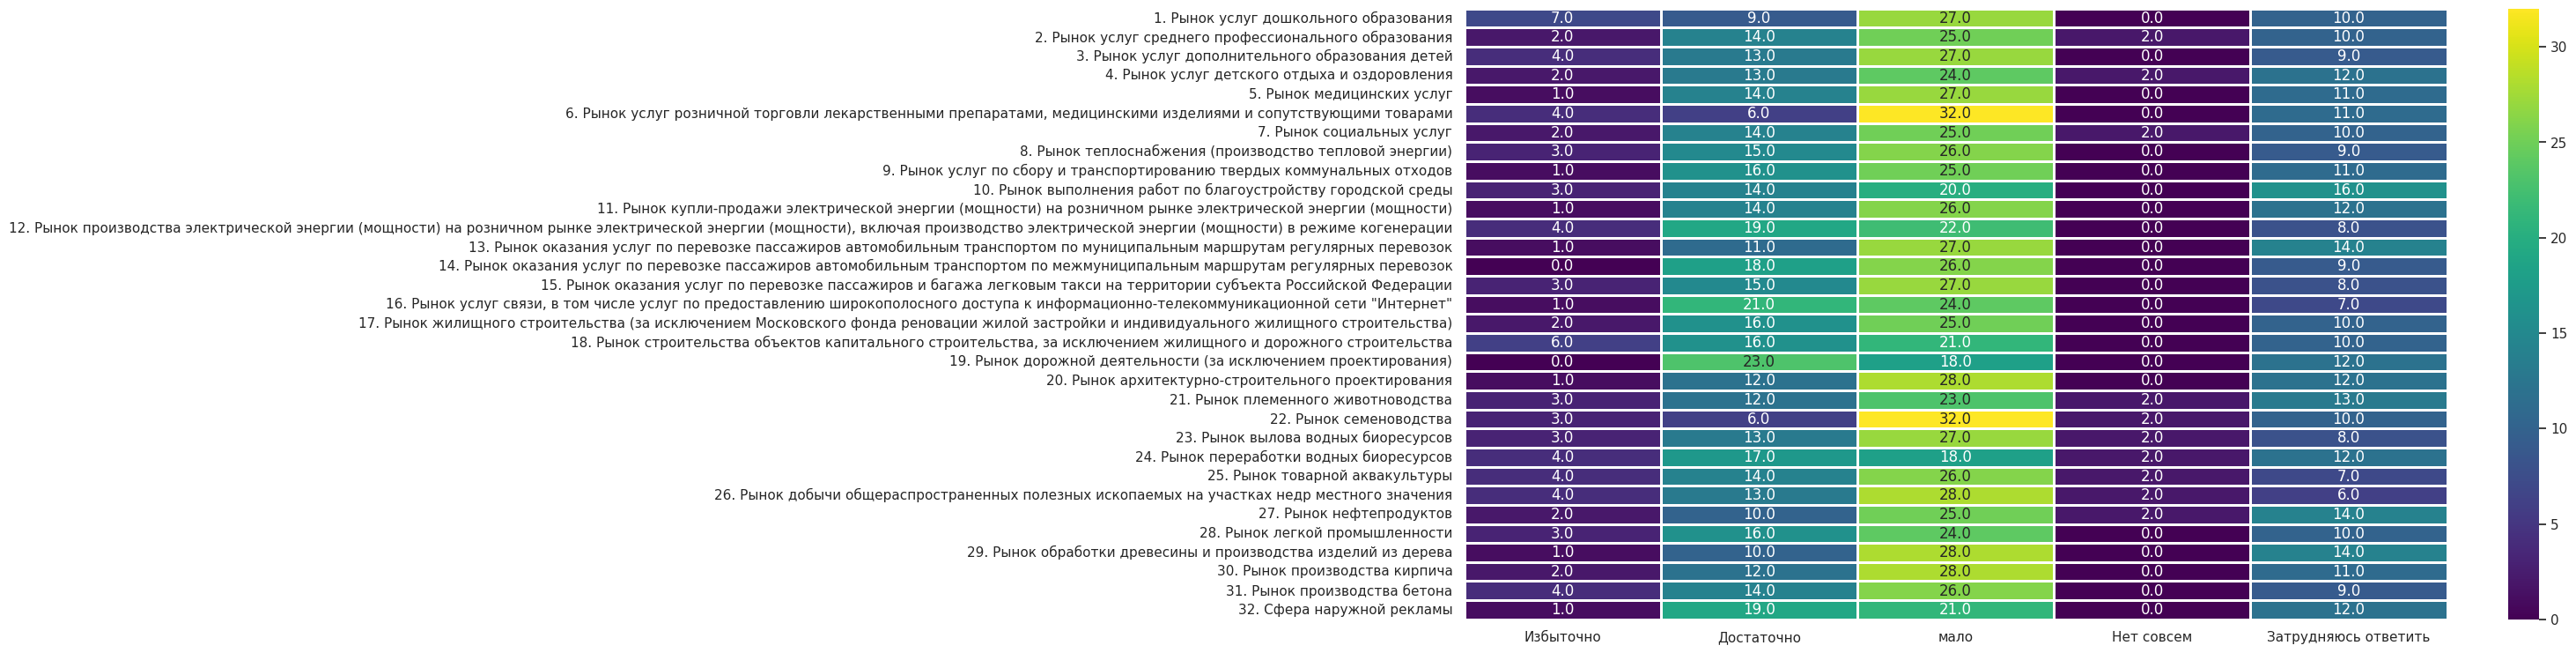 1. Рынок услуг дошкольного образования 7.0 9.0 27.0 0.0 10.0
2. Рынок услуг среднего профессионального образования 2.0 14.0 25.0 2.0 10.0
3. Рынок услуг дополнительного образования детей 4.0 13.0 27.0 0.0 9.0
4. Рынок услуг детского отдыха и оздоровления 2.0 13.0 24.0 2.0 12.0
5. Рынок медицинских услуг 1.0 14.0 27.0 0.0 11.0
6. Рынок услуг розничной торговли лекарственными препаратами, медицинскими изделиями и сопутствующими товарами 4.0 6.0 32.0 0.0 11.0
7. Рынок социальных услуг 2.0 14.0 25.0 2.0 10.0
8. Рынок теплоснабжения (производство тепловой энергии) 3.0 15.0 26.0 0.0 9.0
9. Рынок услуг по сбору и транспортированию твердых коммунальных отходов 1.0 16.0 25.0 0.0 11.0
10. Рынок выполнения работ по благоустройству городской среды 3.0 14.0 20.0 0.0 16.0
11. Рынок купли-продажи электрической энергии (мощности) на розничном рынке электрической энергии (мощности) 1.0 14.0 26.0 0.0 12.0
12. Рынок производства электрической энергии (мощности) на розничном рынке электрической энергии (мощности), включая производство электрической энергии (мощности) в режиме когенерации 4.0 19.0 22.0 0.0 8.0
13. Рынок оказания услуг по перевозке пассажиров автомобильным транспортом по муниципальным маршрутам регулярных перевозок 1.0 11.0 27.0 0.0 14.0
14. Рынок оказания услуг по перевозке пассажиров автомобильным транспортом по межмуниципальным маршрутам регулярных перевозок 0.0 18.0 26.0 0.0 9.0
15. Рынок оказания услуг по перевозке пассажиров и багажа легковым такси на территории субъекта Российской Федерации 3.0 15.0 27.0 0.0 8.0
16. Рынок услуг связи, в том числе услуг по предоставлению широкополосного доступа к информационно-телекоммуникационной сети "Интернет" 1.0 21.0 24.0 0.0 7.0
17. Рынок жилищного строительства (за исключением Московского фонда реновации жилой застройки и индивидуального жилищного строительства) 2.0 16.0 25.0 0.0 10.0
18. Рынок строительства объектов капитального строительства, за исключением жилищного и дорожного строительства 6.0 16.0 21.0 0.0 10.0
19. Рынок дорожной деятельности (за исключением проектирования) 0.0 23.0 18.0 0.0 12.0
20. Рынок архитектурно-строительного проектирования 1.0 12.0 28.0 0.0 12.0
21. Рынок племенного животноводства 3.0 12.0 23.0 2.0 13.0
22. Рынок семеноводства 3.0 6.0 32.0 2.0 10.0
23. Рынок вылова водных биоресурсов 3.0 13.0 27.0 2.0 8.0
24. Рынок переработки водных биоресурсов 4.0 17.0 18.0 2.0 12.0
25. Рынок товарной аквакультуры 4.0 14.0 26.0 2.0 7.0
26. Рынок добычи общераспространенных полезных ископаемых на участках недр местного значения 4.0 13.0 28.0 2.0 6.0
27. Рынок нефтепродуктов 2.0 10.0 25.0 2.0 14.0
28. Рынок легкой промышленности 3.0 16.0 24.0 0.0 10.0
29. Рынок обработки древесины и производства изделий из дерева 1.0 10.0 28.0 0.0 14.0
30. Рынок производства кирпича 2.0 12.0 28.0 0.0 11.0
31. Рынок производства бетона 4.0 14.0 26.0 0.0 9.0
32. Сфера наружной рекламы 1.0 19.0 21.0 0.0 12.0
Избыточно Достаточно мало Нет совсем Затрудняюсь ответить
30
25
20
15
10
5
0